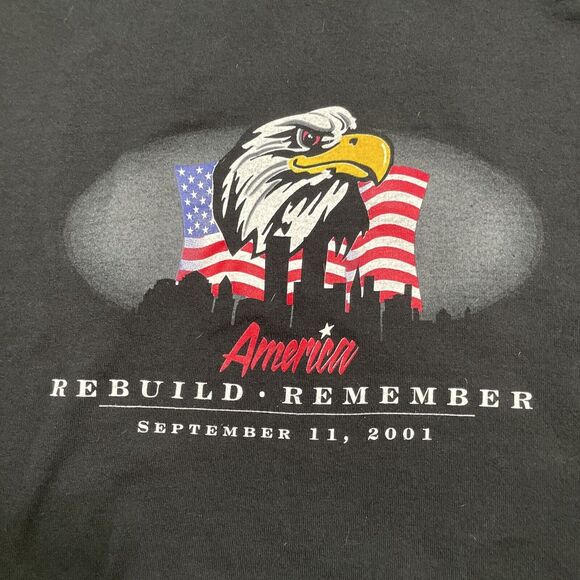 America
REBUILD · REMEMBER
SEPTEMBER 11, 2001